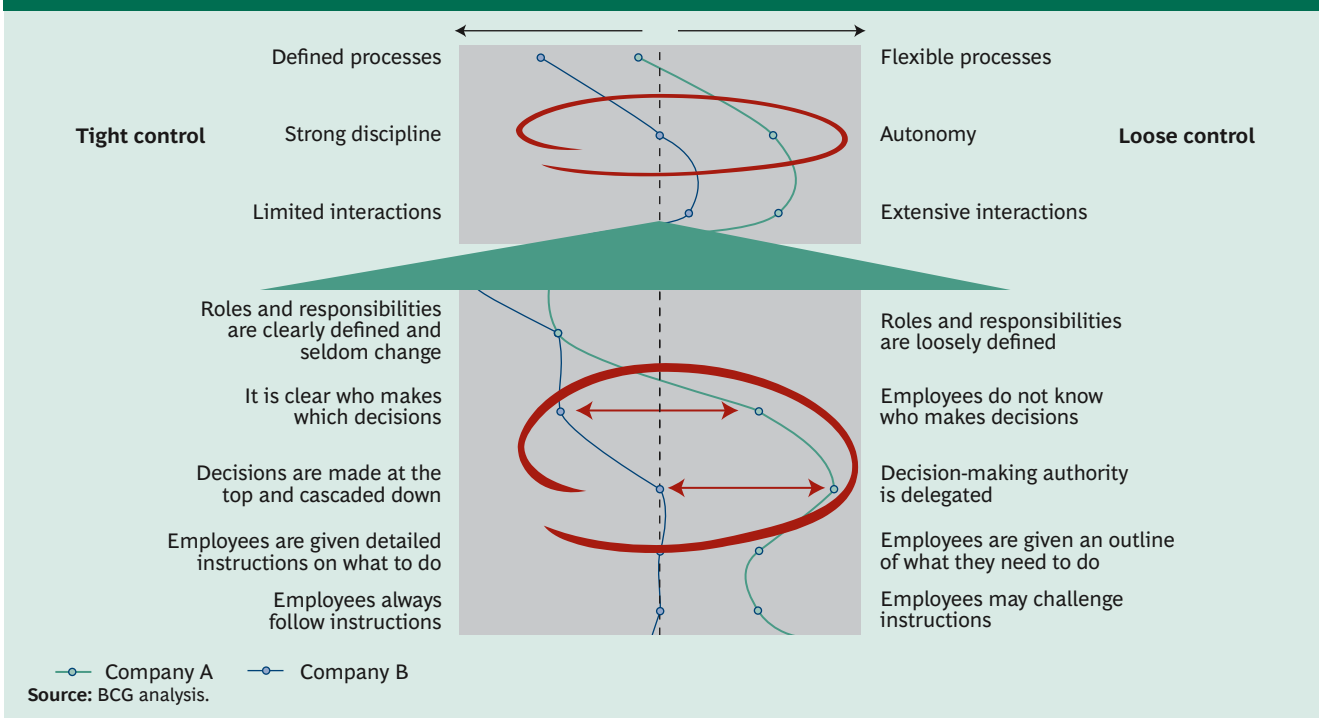 Defined processes
Flexible processes
Tight control
Strong discipline
Autonomy
Loose control
Limited interactions
Extensive interactions
Roles and responsibilities
are clearly defined and
seldom change
Roles and responsibilities
are loosely defined
It is clear who makes
which decisions
Employees do not know
who makes decisions
Decisions are made at the
top and cascaded down
Decision-making authority
is delegated
Employees are given detailed
instructions on what to do
Employees are given an outline
of what they need to do
Employees always
follow instructions
Employees may challenge
instructions
Company A
Company B
Source: BCG analysis.